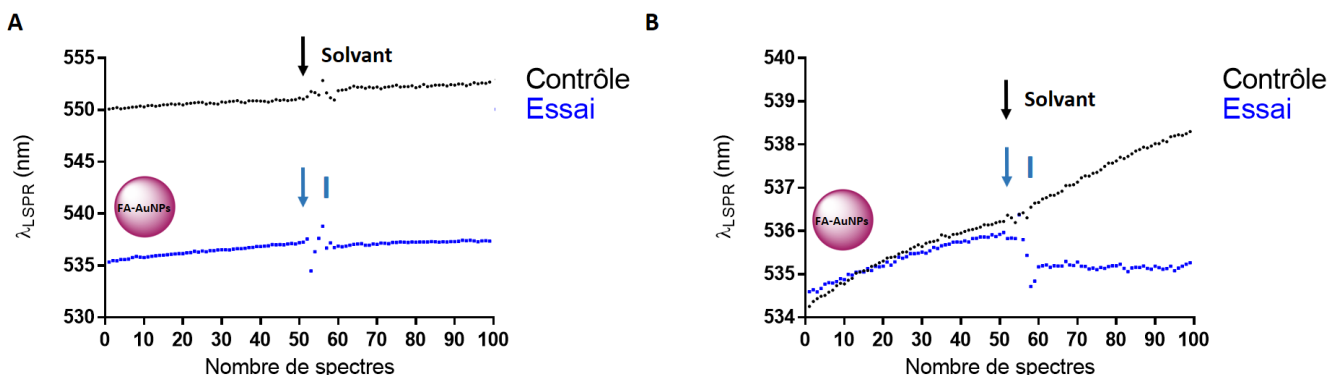 A
Solvant
Contrôle
Essai
555
550
545
540
535
530
λLSPR (nm)
FA-AuNPs
I
0 10 20 30 40 50 60 70 80 90 100
Nombre de spectres
B
Solvant
Contrôle
Essai
540
539
538
537
536
535
534
λLSPR (nm)
FA-AuNPs
I
0 10 20 30 40 50 60 70 80 90 100
Nombre de spectres